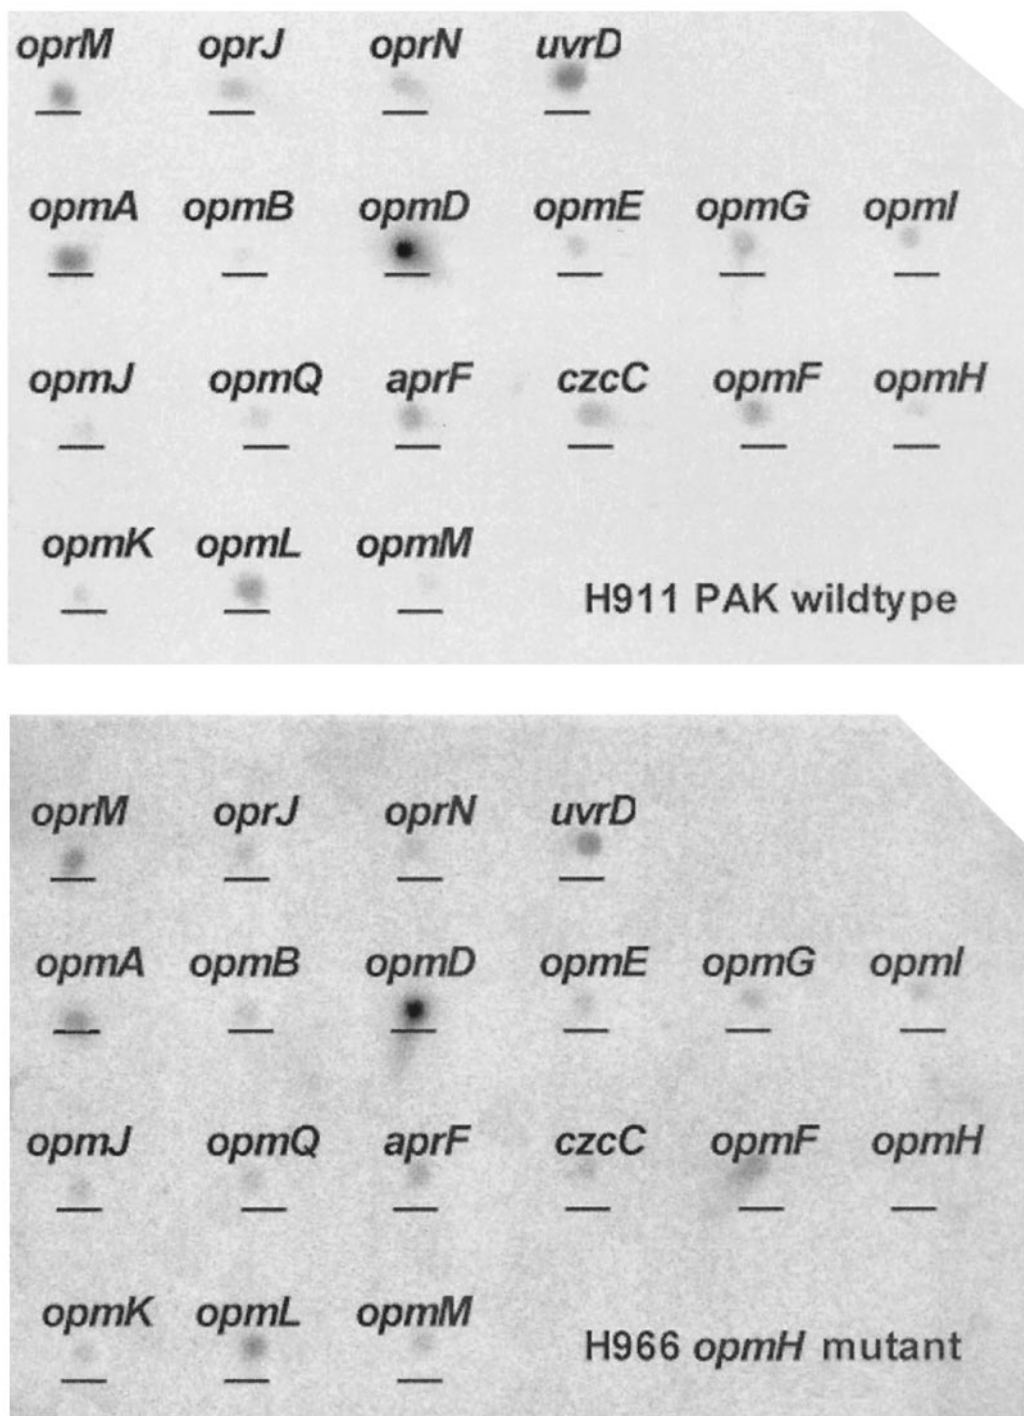 oprM oprJ oprN uvrD
opmA opmB opmD opmE opmG opmI
opmJ opmQ aprF czcC opmF opmH
opmK opmL opmM
H911 PAK wildtype
oprM oprJ oprN uvrD
opmA opmB opmD opmE opmG opmI
opmJ opmQ aprF czcC opmF opmH
opmK opmL opmM
H966 opmH mutant